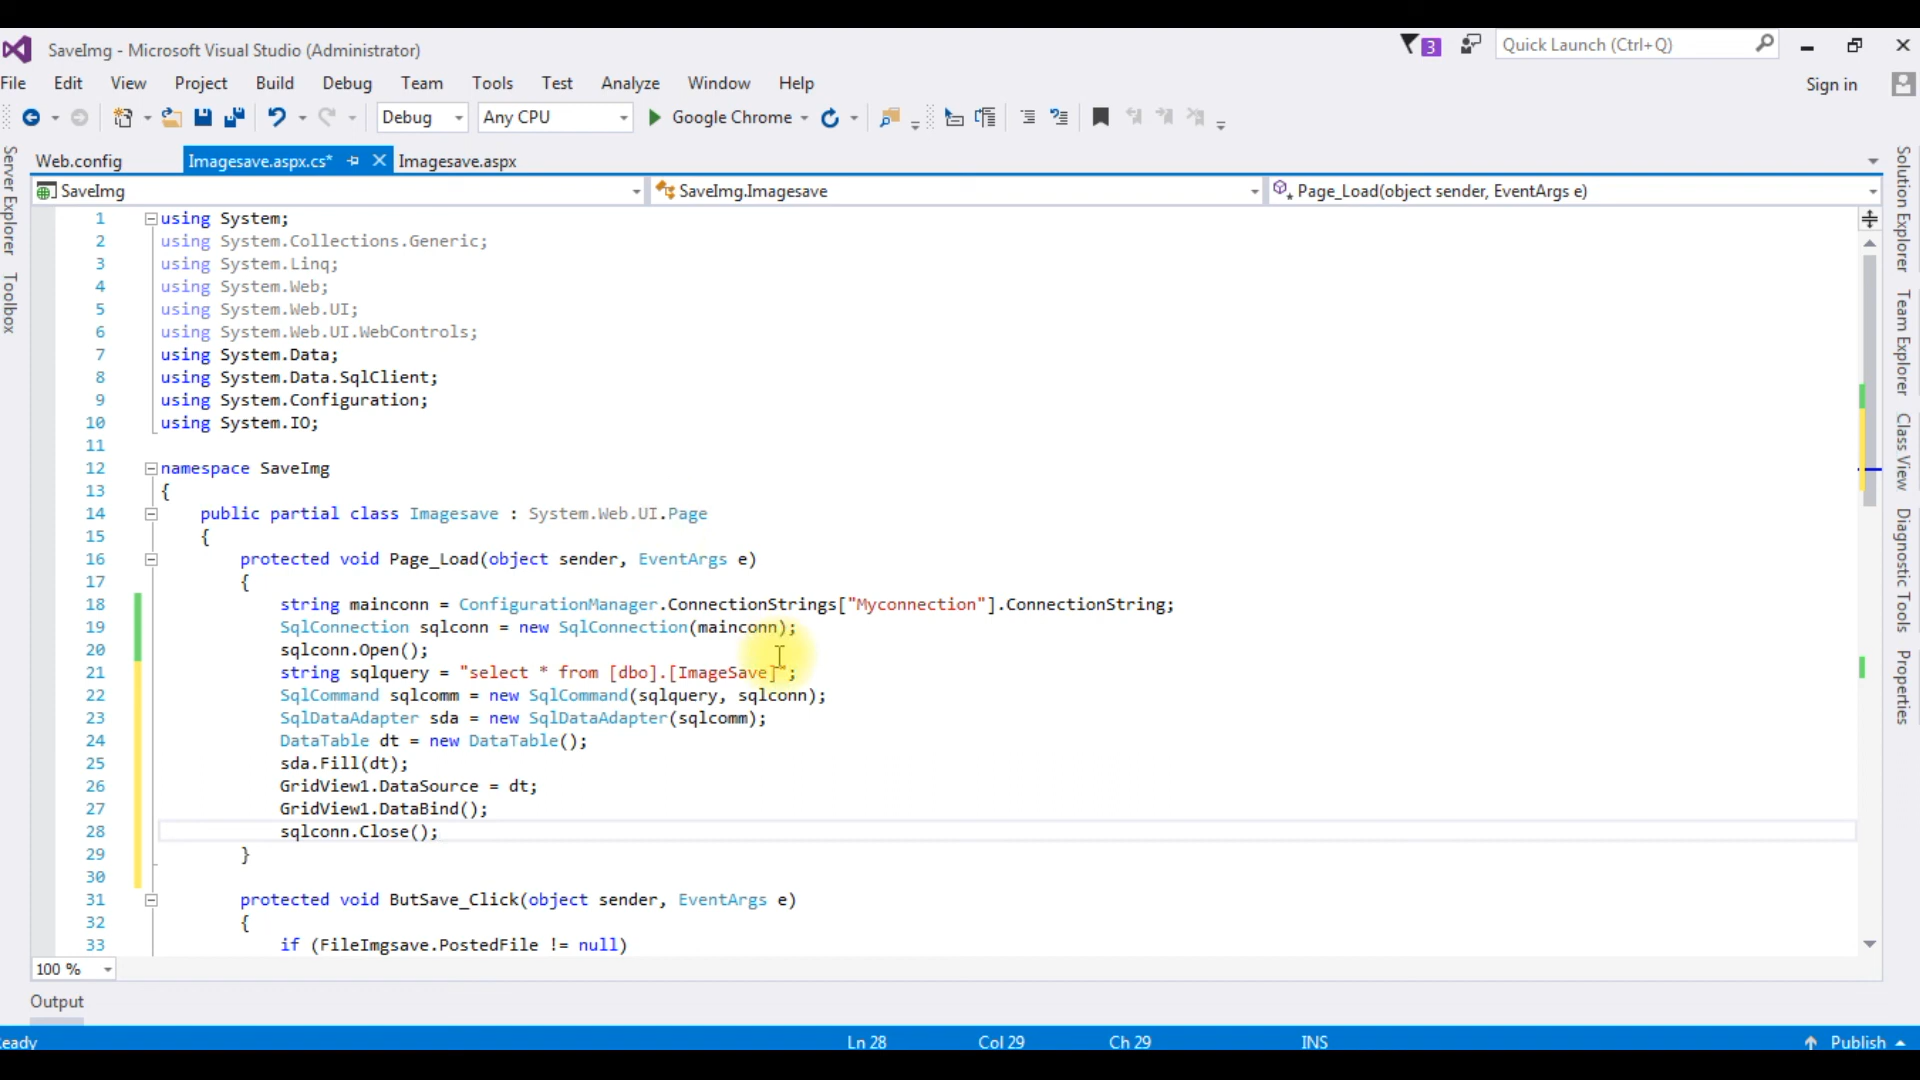 SaveImg - Microsoft Visual Studio (Administrator)
3
Quick Launch (Ctrl+Q)
File Edit View Project Build Debug Team Tools Test Analyze Window Help
Sign in
Debug Any CPU Google Chrome
Web.config Imagesave.aspx.cs* Imagesave.aspx
SaveImg SaveImg.Imagesave Page_Load(object sender, EventArgs e)
1 using System;
2 using System.Collections.Generic;
3 using System.Linq;
4 using System.Web;
5 using System.Web.UI;
6 using System.Web.UI.WebControls;
7 using System.Data;
8 using System.Data.SqlClient;
9 using System.Configuration;
10 using System.IO;
11
12 namespace SaveImg
13 {
14 public partial class Imagesave : System.Web.UI.Page
15 {
16 protected void Page_Load(object sender, EventArgs e)
17 {
18 string mainconn = ConfigurationManager.ConnectionStrings["Myconnection"].ConnectionString;
19 SqlConnection sqlconn = new SqlConnection(mainconn);
20 sqlconn.Open();
21 string sqlquery = "select * from [dbo].[ImageSave]";
22 SqlCommand sqlcomm = new SqlCommand(sqlquery, sqlconn);
23 SqlDataAdapter sda = new SqlDataAdapter(sqlcomm);
24 DataTable dt = new DataTable();
25 sda.Fill(dt);
26 GridView1.DataSource = dt;
27 GridView1.DataBind();
28 sqlconn.Close();
29 }
30
31 protected void ButSave_Click(object sender, EventArgs e)
32 {
33 if (FileImgsave.PostedFile != null)
100 %
Output
eady Ln 28 Col 29 Ch 29 INS Publish
Server Explorer
Toolbox
Solution Explorer
Team Explorer
Class View
Diagnostic Tools
Properties